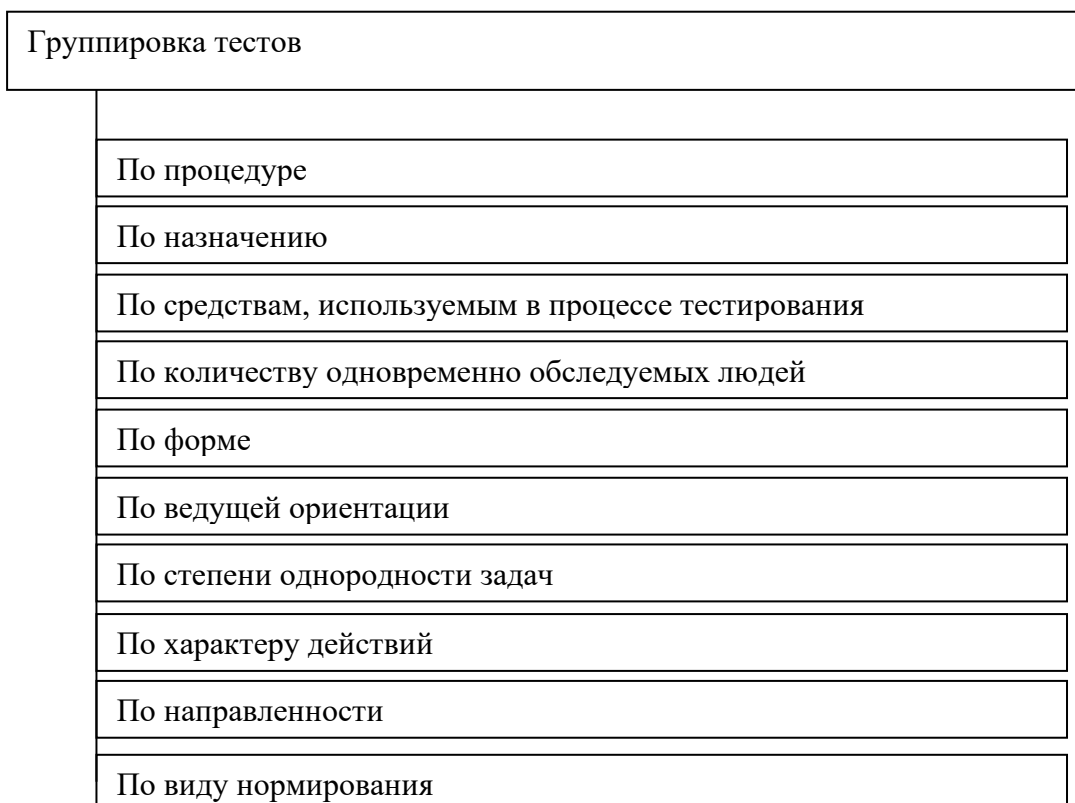 Группировка тестов
По процедуре
По назначению
По средствам, используемым в процессе тестирования
По количеству одновременно обследуемых людей
По форме
По ведущей ориентации
По степени однородности задач
По характеру действий
По направленности
По виду нормирования